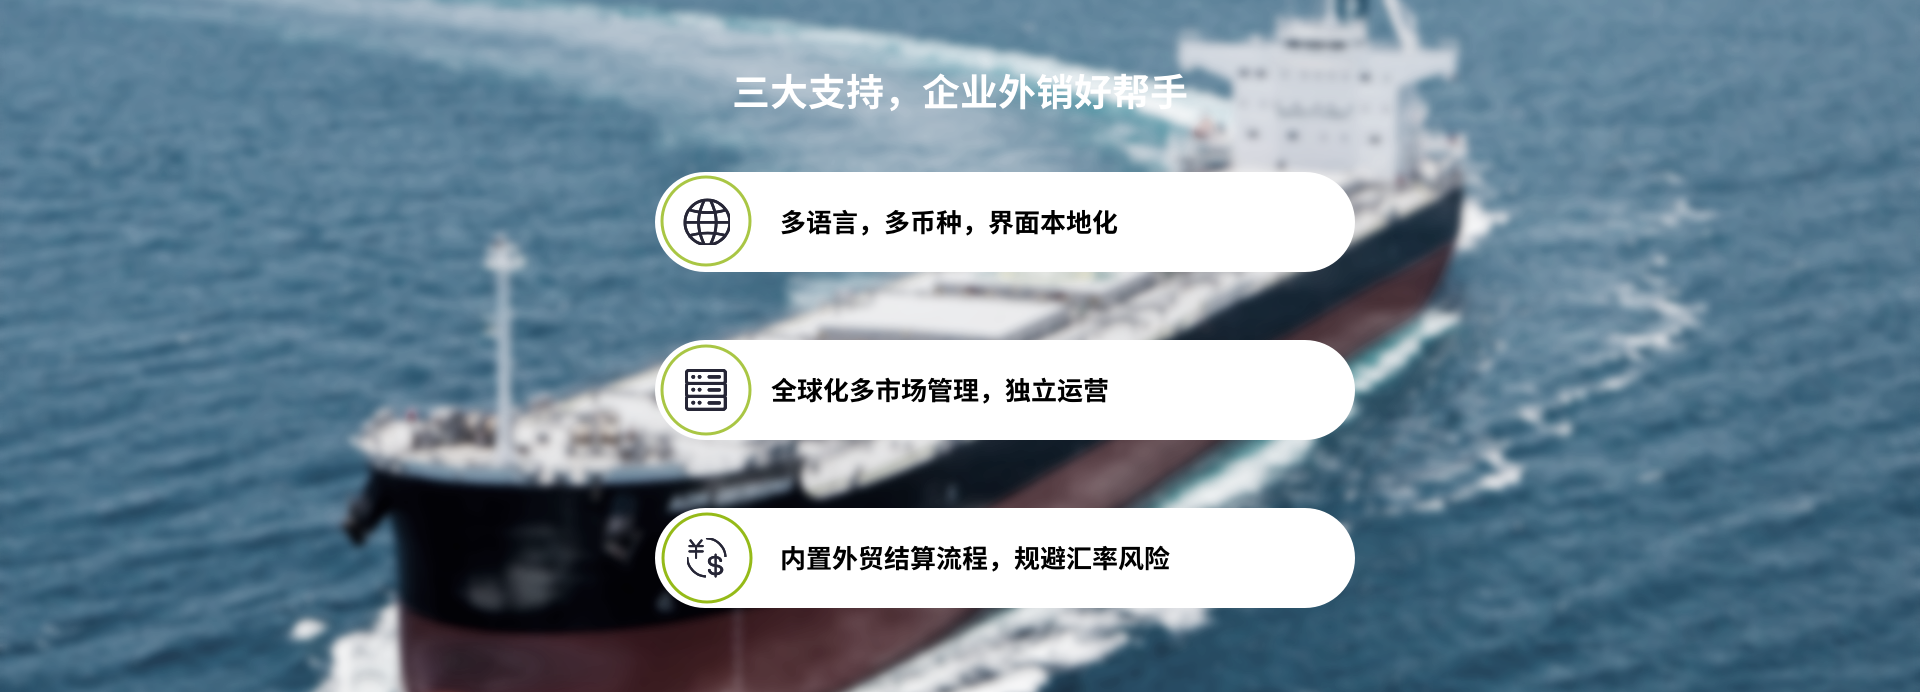 三大支持，企业外销好帮手
多语言，多币种，界面本地化
全球化多市场管理，独立运营
内置外贸结算流程，规避汇率风险